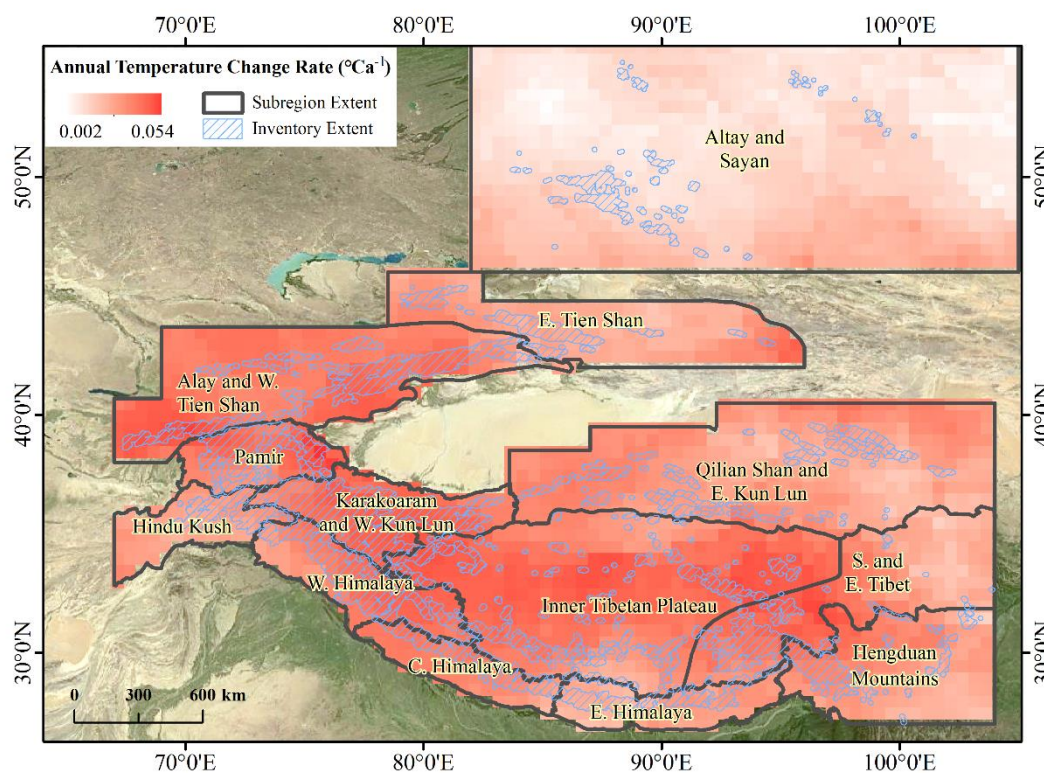 70°0'E 80°0'E 90°0'E 100°0'E
Annual Temperature Change Rate (°Ca⁻¹)
0.002 0.054
Subregion Extent
Inventory Extent
50°0'N
50°0'N
Altay and
Sayan
E. Tien Shan
Alay and W.
Tien Shan
40°0'N
40°0'N
Pamir
Qilian Shan and
E. Kun Lun
Karakoaram
and W. Kun Lun
Hindu Kush
W. Himalaya
Inner Tibetan Plateau
S. and
E. Tibet
30°0'N
30°0'N
C. Himalaya
Hengduan
Mountains
E. Himalaya
0 300 600 km
70°0'E 80°0'E 90°0'E 100°0'E